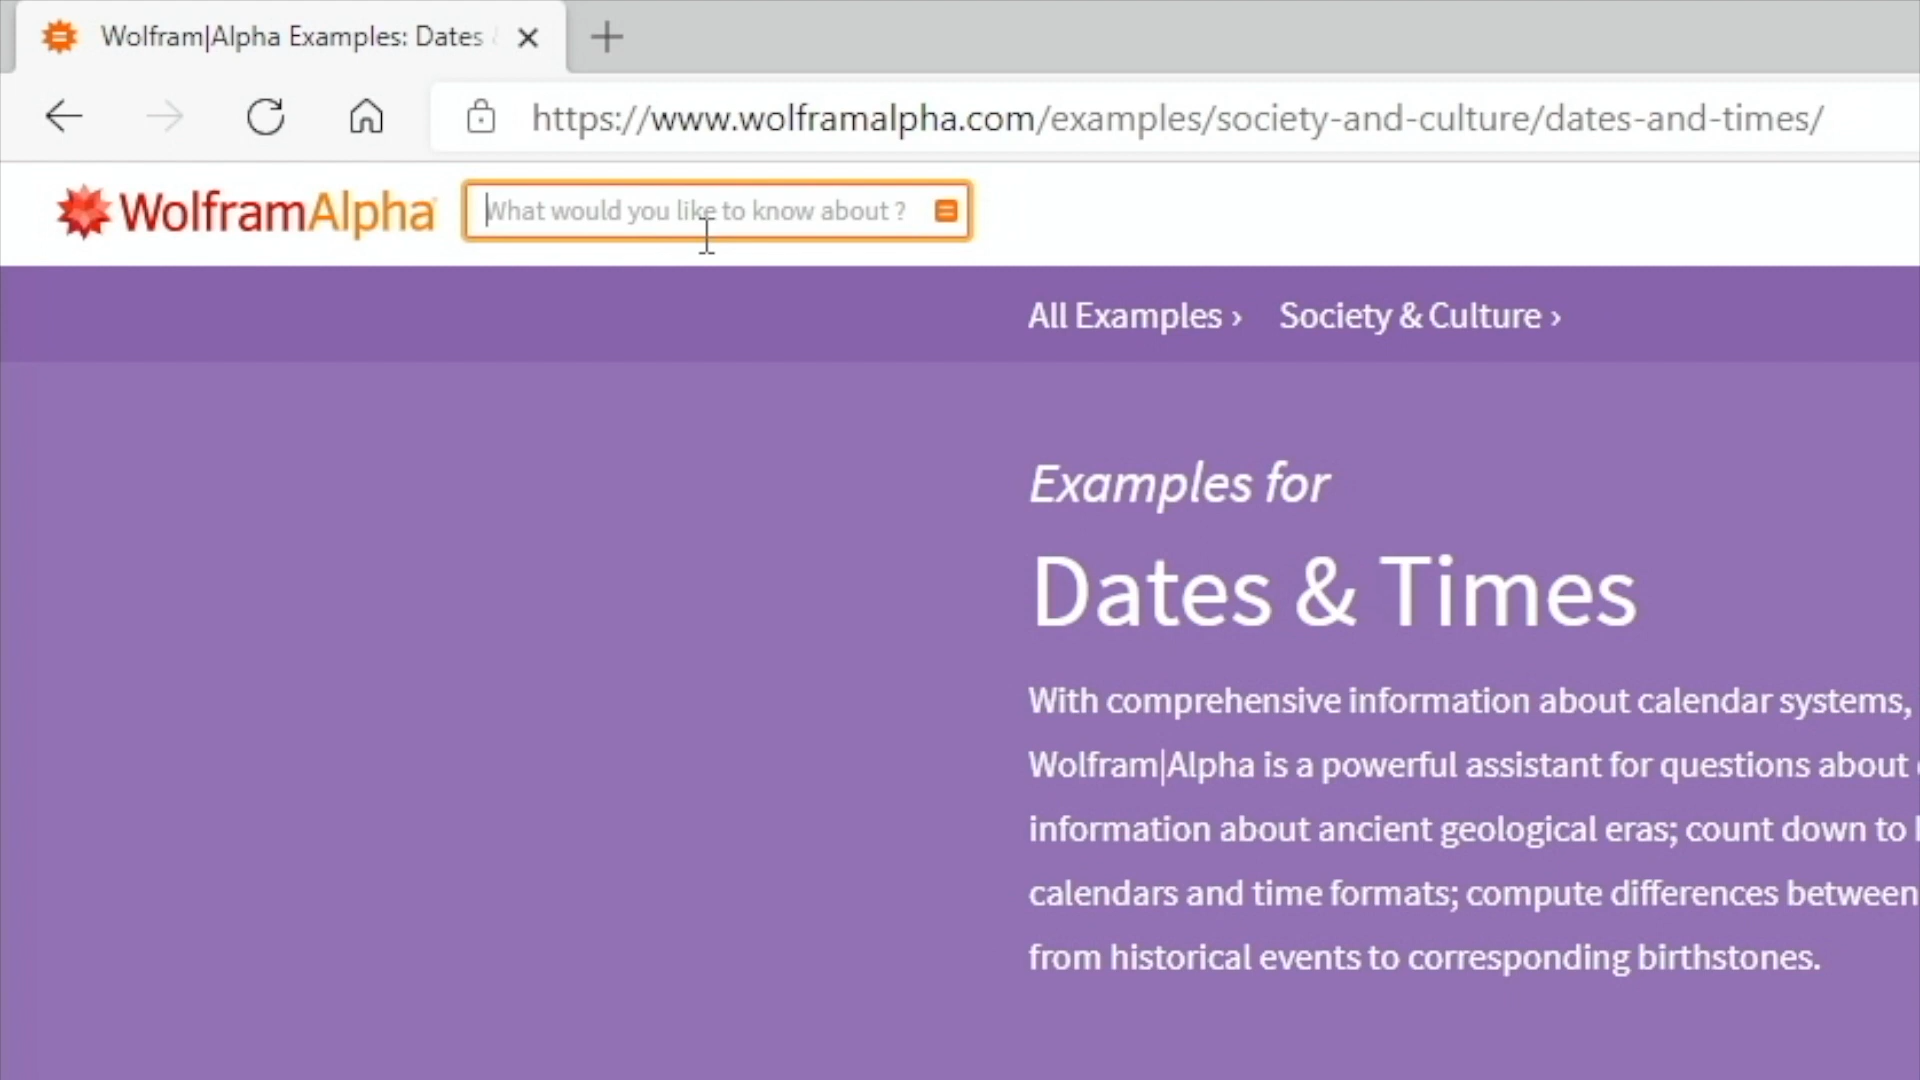 Wolfram|Alpha Examples: Dates
https://www.wolframalpha.com/examples/society-and-culture/dates-and-times/
WolframAlpha
What would you like to know about ?
All Examples › Society & Culture ›
Examples for
Dates & Times
With comprehensive information about calendar systems,
Wolfram|Alpha is a powerful assistant for questions about
information about ancient geological eras; count down to
calendars and time formats; compute differences between
from historical events to corresponding birthstones.